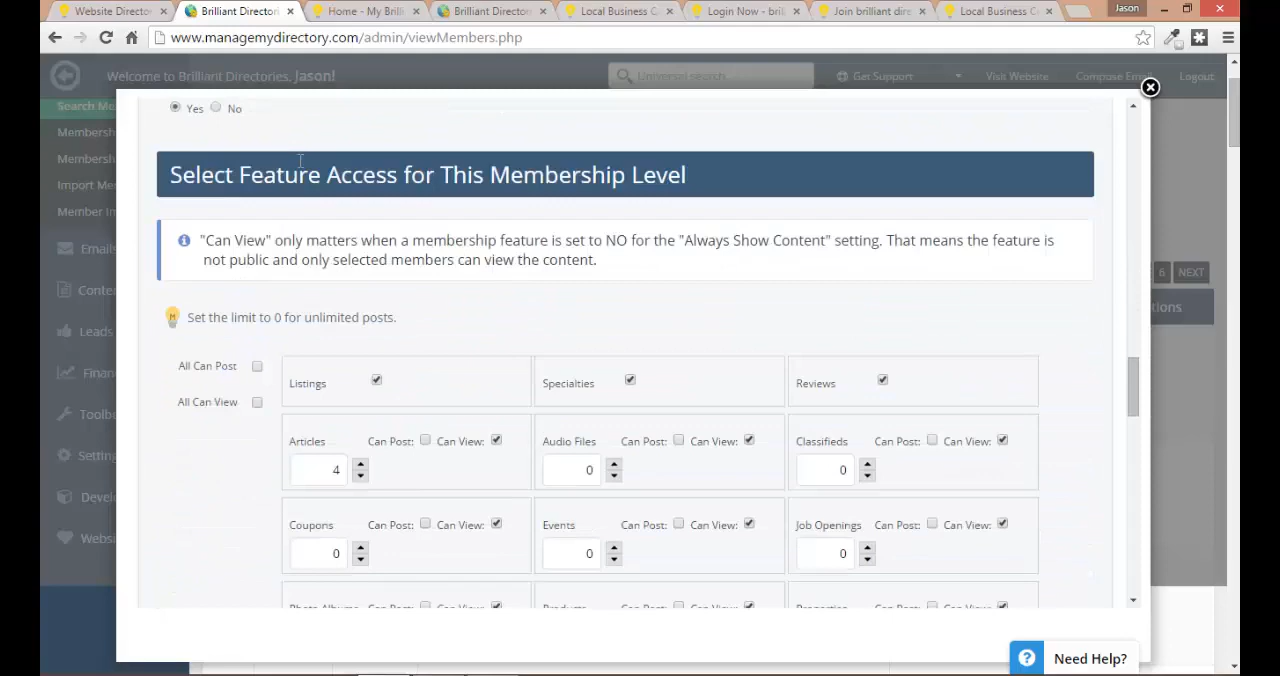 Website Director
Brilliant Directori
Home - My Brill
Brilliant Director
Local Business C
Login Now - bril
Join brilliant dire
Local Business C
Jason
www.managemydirectory.com/admin/viewMembers.php
Welcome to Brilliant Directories, Jason!
Universal search...
Get Support
Visit Website
Compose Email
Logout
Search Me
Membersh
Membersh
Import Me
Member Im
Emails
Conte
Leads
Finan
Toolbo
Setting
Develo
Websi
Yes No
Select Feature Access for This Membership Level
"Can View" only matters when a membership feature is set to NO for the "Always Show Content" setting. That means the feature is
not public and only selected members can view the content.
Set the limit to 0 for unlimited posts.
6 NEXT
tions
All Can Post
All Can View
Listings
Specialties
Reviews
Articles Can Post: Can View:
4
Audio Files Can Post: Can View:
0
Classifieds Can Post: Can View:
0
Coupons Can Post: Can View:
0
Events Can Post: Can View:
0
Job Openings Can Post: Can View:
0
Photo Albums Can Post: Can View:
Products Can Post: Can View:
Properties Can Post: Can View:
Need Help?